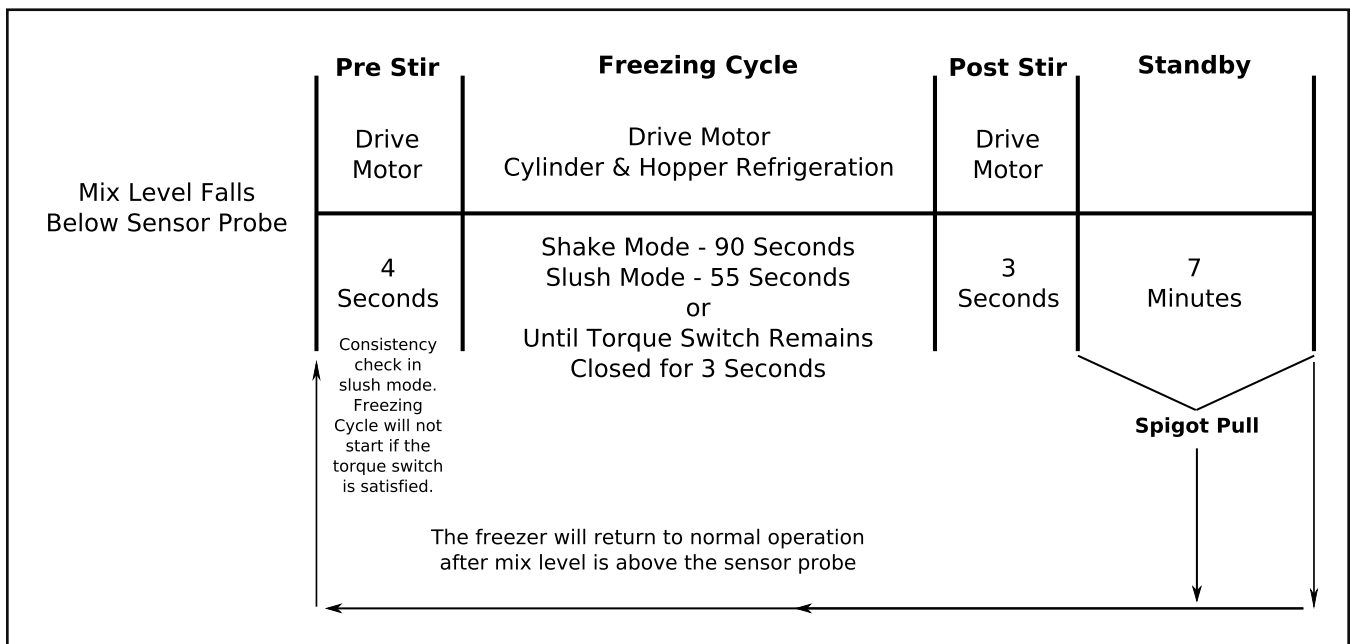 Pre Stir
Freezing Cycle
Post Stir
Standby
Drive
Motor
Drive Motor
Cylinder & Hopper Refrigeration
Drive
Motor
Mix Level Falls
Below Sensor Probe
4
Seconds
Shake Mode - 90 Seconds
Slush Mode - 55 Seconds
or
Until Torque Switch Remains
Closed for 3 Seconds
3
Seconds
7
Minutes
Consistency
check in
slush mode.
Freezing
Cycle will not
start if the
torque switch
is satisfied.
Spigot Pull
The freezer will return to normal operation
after mix level is above the sensor probe